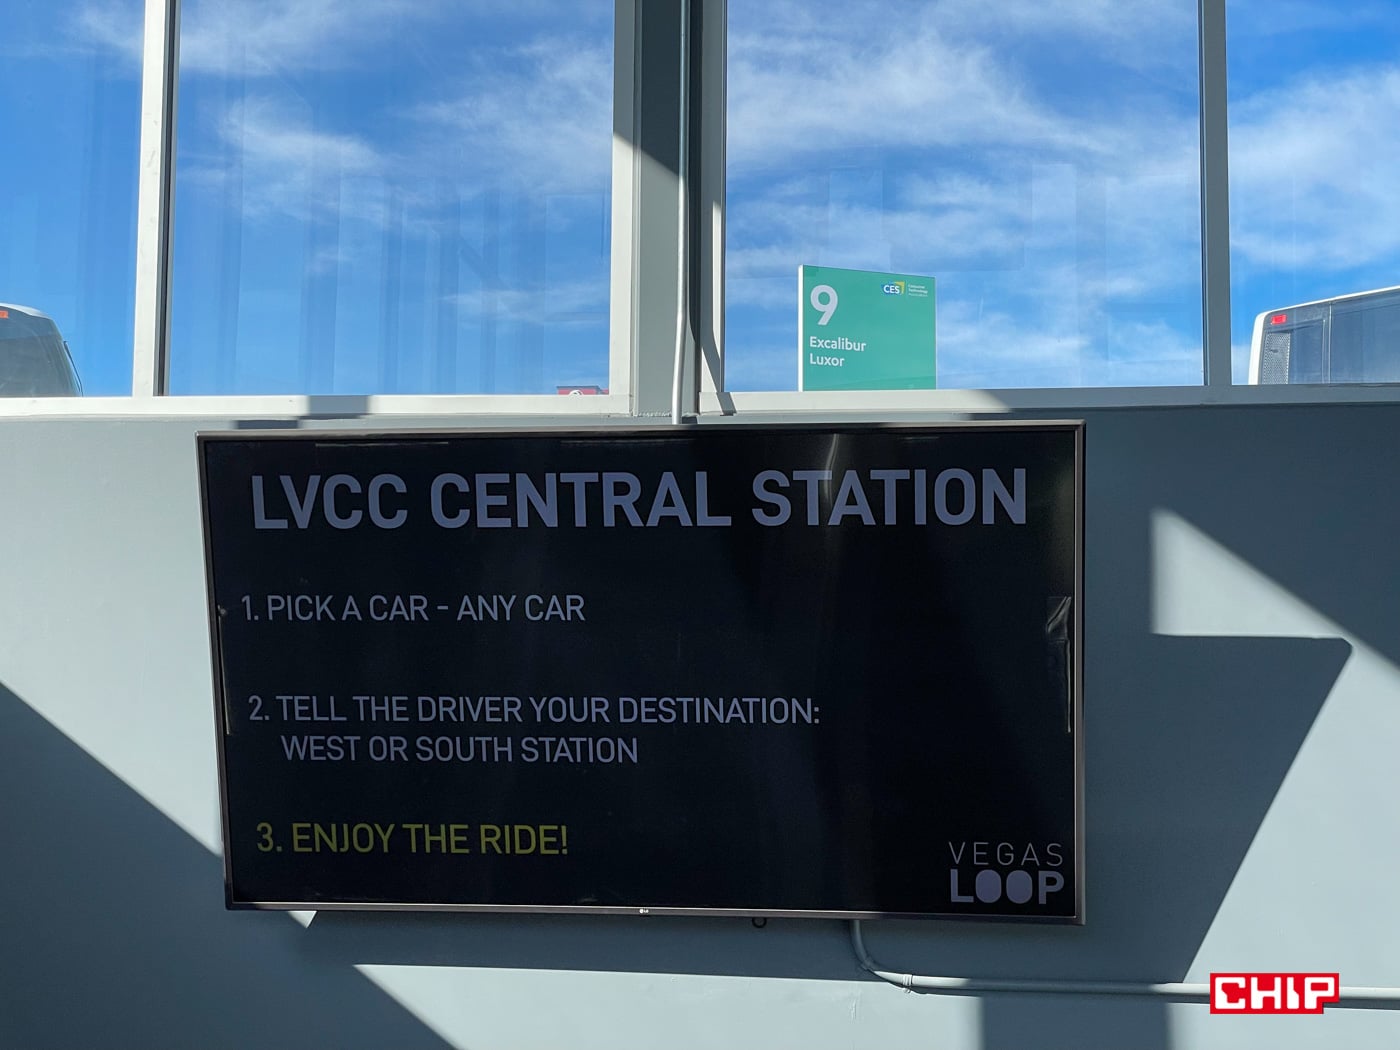 9
CES
Excalibur
Luxor
LVCC CENTRAL STATION
1. PICK A CAR - ANY CAR
2. TELL THE DRIVER YOUR DESTINATION:
WEST OR SOUTH STATION
3. ENJOY THE RIDE!
VEGAS
LOOP
LG
CHIP